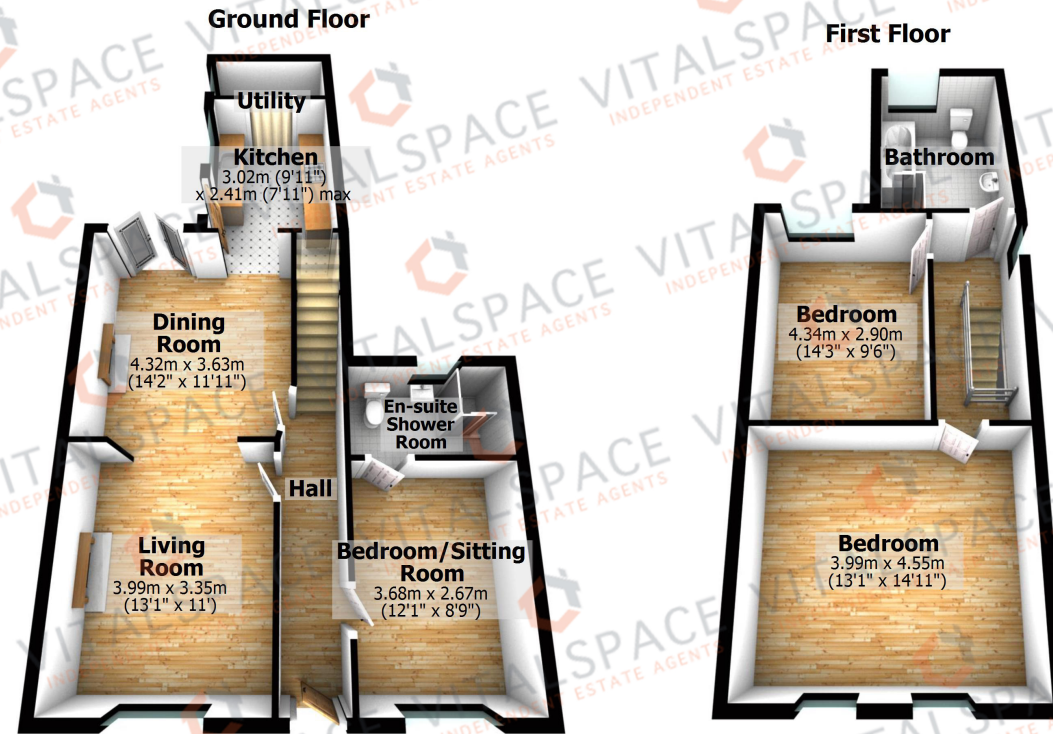 Ground Floor
Utility
Kitchen
3.02m (9'11")
x 2.41m (7'11") max
Dining
Room
4.32m x 3.63m
(14'2" x 11'11")
En-suite
Shower
Room
Hall
Living
Room
3.99m x 3.35m
(13'1" x 11')
Bedroom/Sitting
Room
3.68m x 2.67m
(12'1" x 8'9")
First Floor
Bathroom
Bedroom
4.34m x 2.90m
(14'3" x 9'6")
Bedroom
3.99m x 4.55m
(13'1" x 14'11")
VITALSPACE
INDEPENDENT ESTATE AGENTS